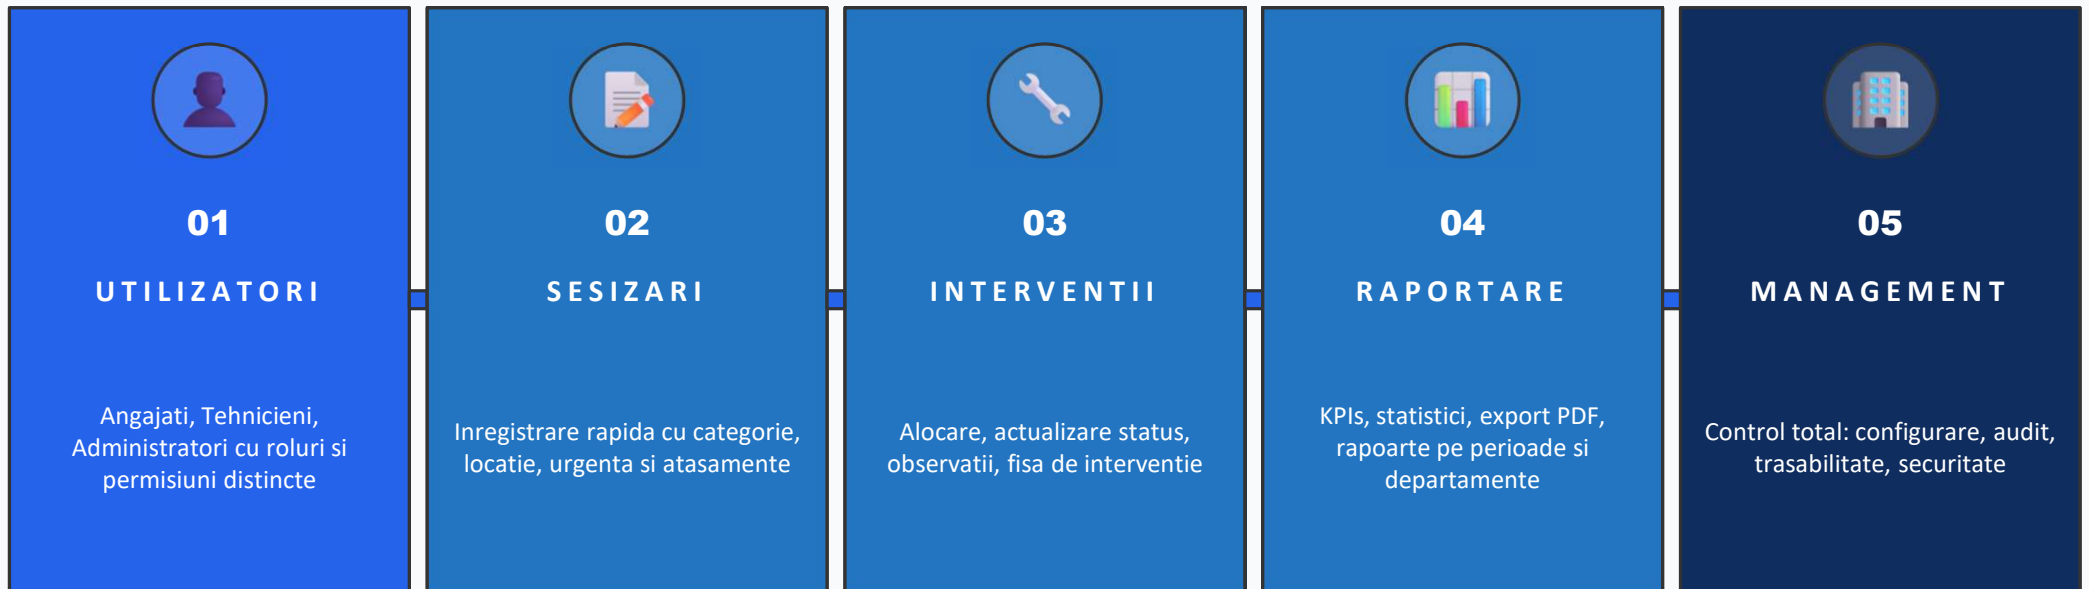 01
UTILIZATORI
Angajati, Tehnicieni,
Administratori cu roluri si
permisiuni distincte
02
SESIZARI
Inregistrare rapida cu categorie,
locatie, urgenta si atasamente
03
INTERVENTII
Alocare, actualizare status,
observatii, fisa de interventie
04
RAPORTARE
KPIs, statistici, export PDF,
rapoarte pe perioade si
departamente
05
MANAGEMENT
Control total: configurare, audit,
trasabilitate, securitate